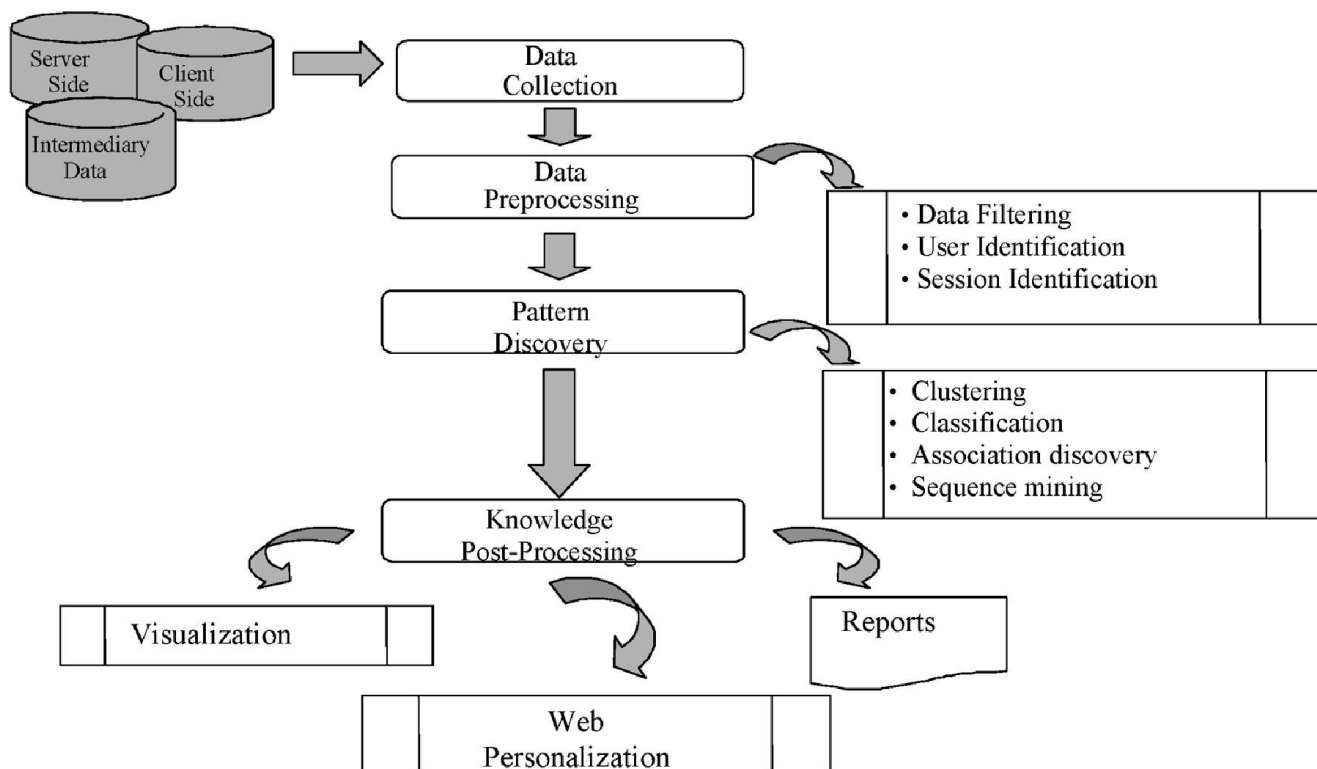 Server
Side
Client
Side
Intermediary
Data
Data
Collection
Data
Preprocessing
• Data Filtering
• User Identification
• Session Identification
Pattern
Discovery
• Clustering
• Classification
• Association discovery
• Sequence mining
Knowledge
Post-Processing
Visualization
Reports
Web
Personalization